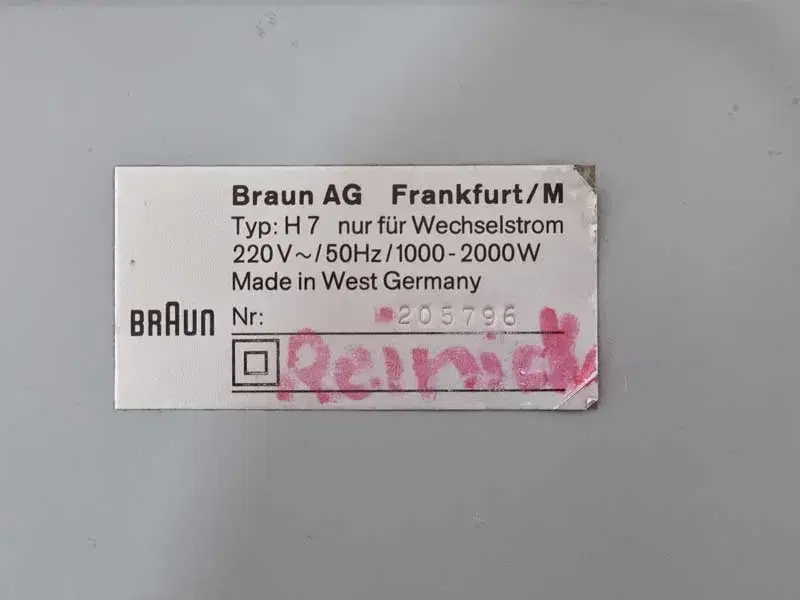 Braun AG Frankfurt/M
Typ: H 7 nur für Wechselstrom
220 V~/50Hz/1000-2000W
Made in West Germany
BRAUN Nr: 205796
Reinick